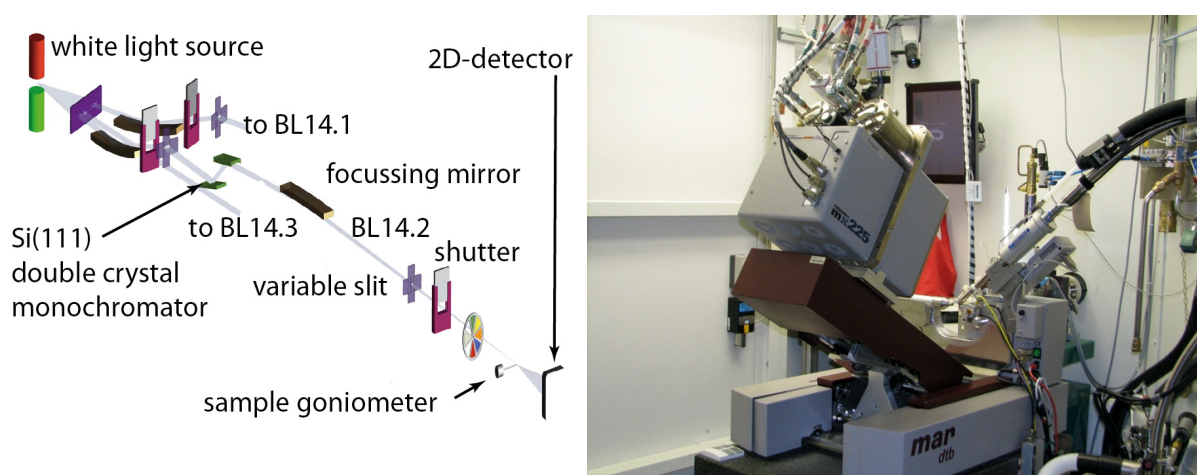 white light source
2D-detector
to BL14.1
focussing mirror
to BL14.3
BL14.2
Si(111)
double crystal
monochromator
shutter
variable slit
sample goniometer
mx225
mar
dtb